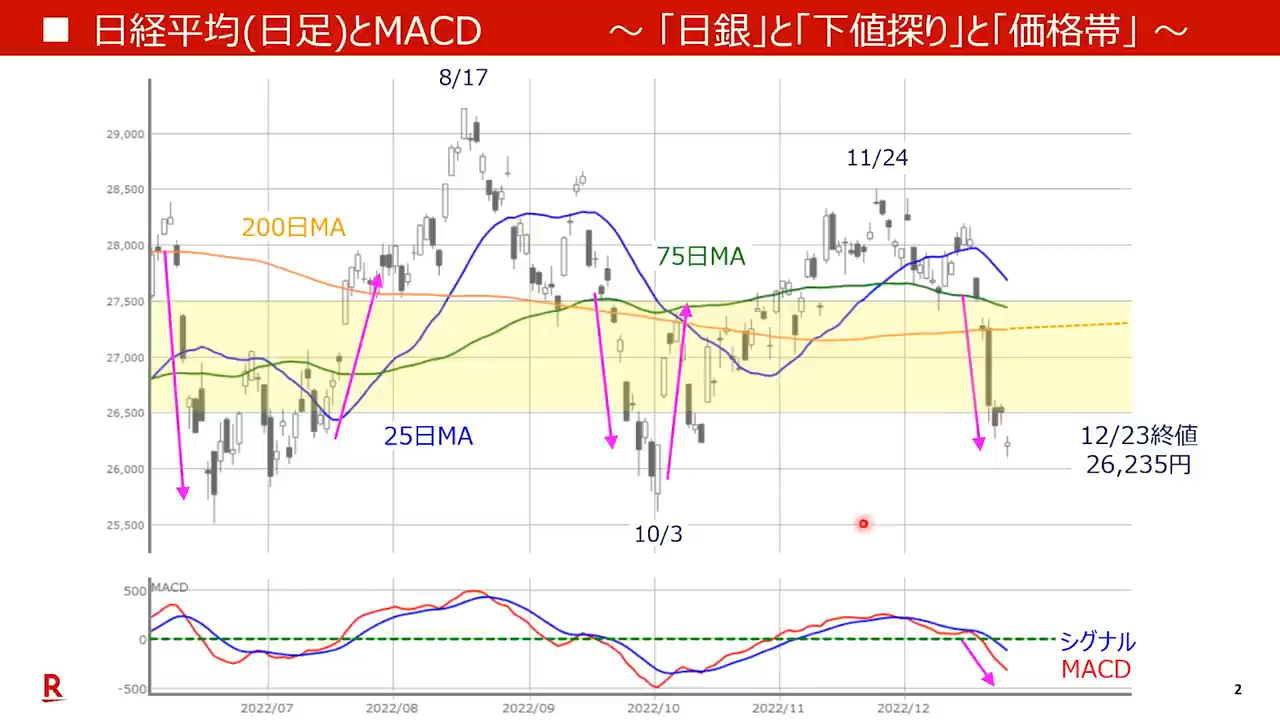 ■ 日経平均(日足)とMACD ～ 「日銀」と「下値探り」と「価格帯」 ～
8/17
29,000
11/24
28,500
200日MA
28,000
75日MA
27,500
27,000
26,500
25日MA
12/23終値
26,235円
26,000
25,500
10/3
MACD
500
0
シグナル
MACD
-500
R
2
2022/07
2022/08
2022/09
2022/10
2022/11
2022/12